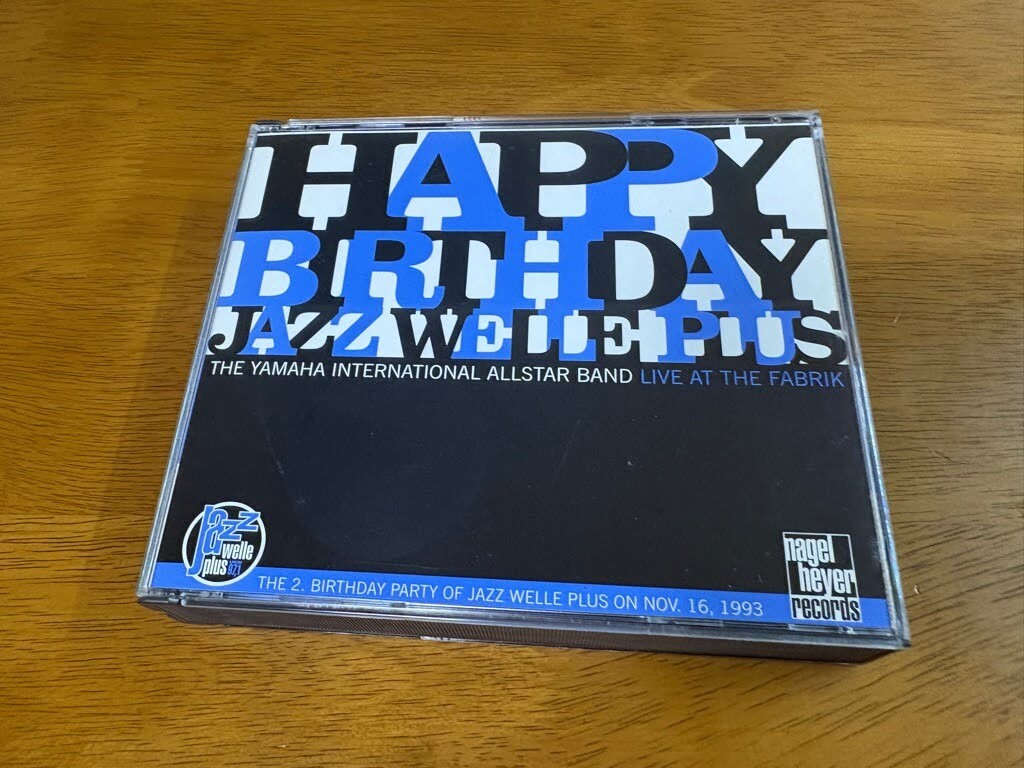 HAPPY
BIRTHDAY
JAZZ WELLE PLUS
THE YAMAHA INTERNATIONAL ALLSTAR BAND LIVE AT THE FABRIK
Jazz
welle
plus
THE 2. BIRTHDAY PARTY OF JAZZ WELLE PLUS ON NOV. 16, 1993
nagel
heyer
records